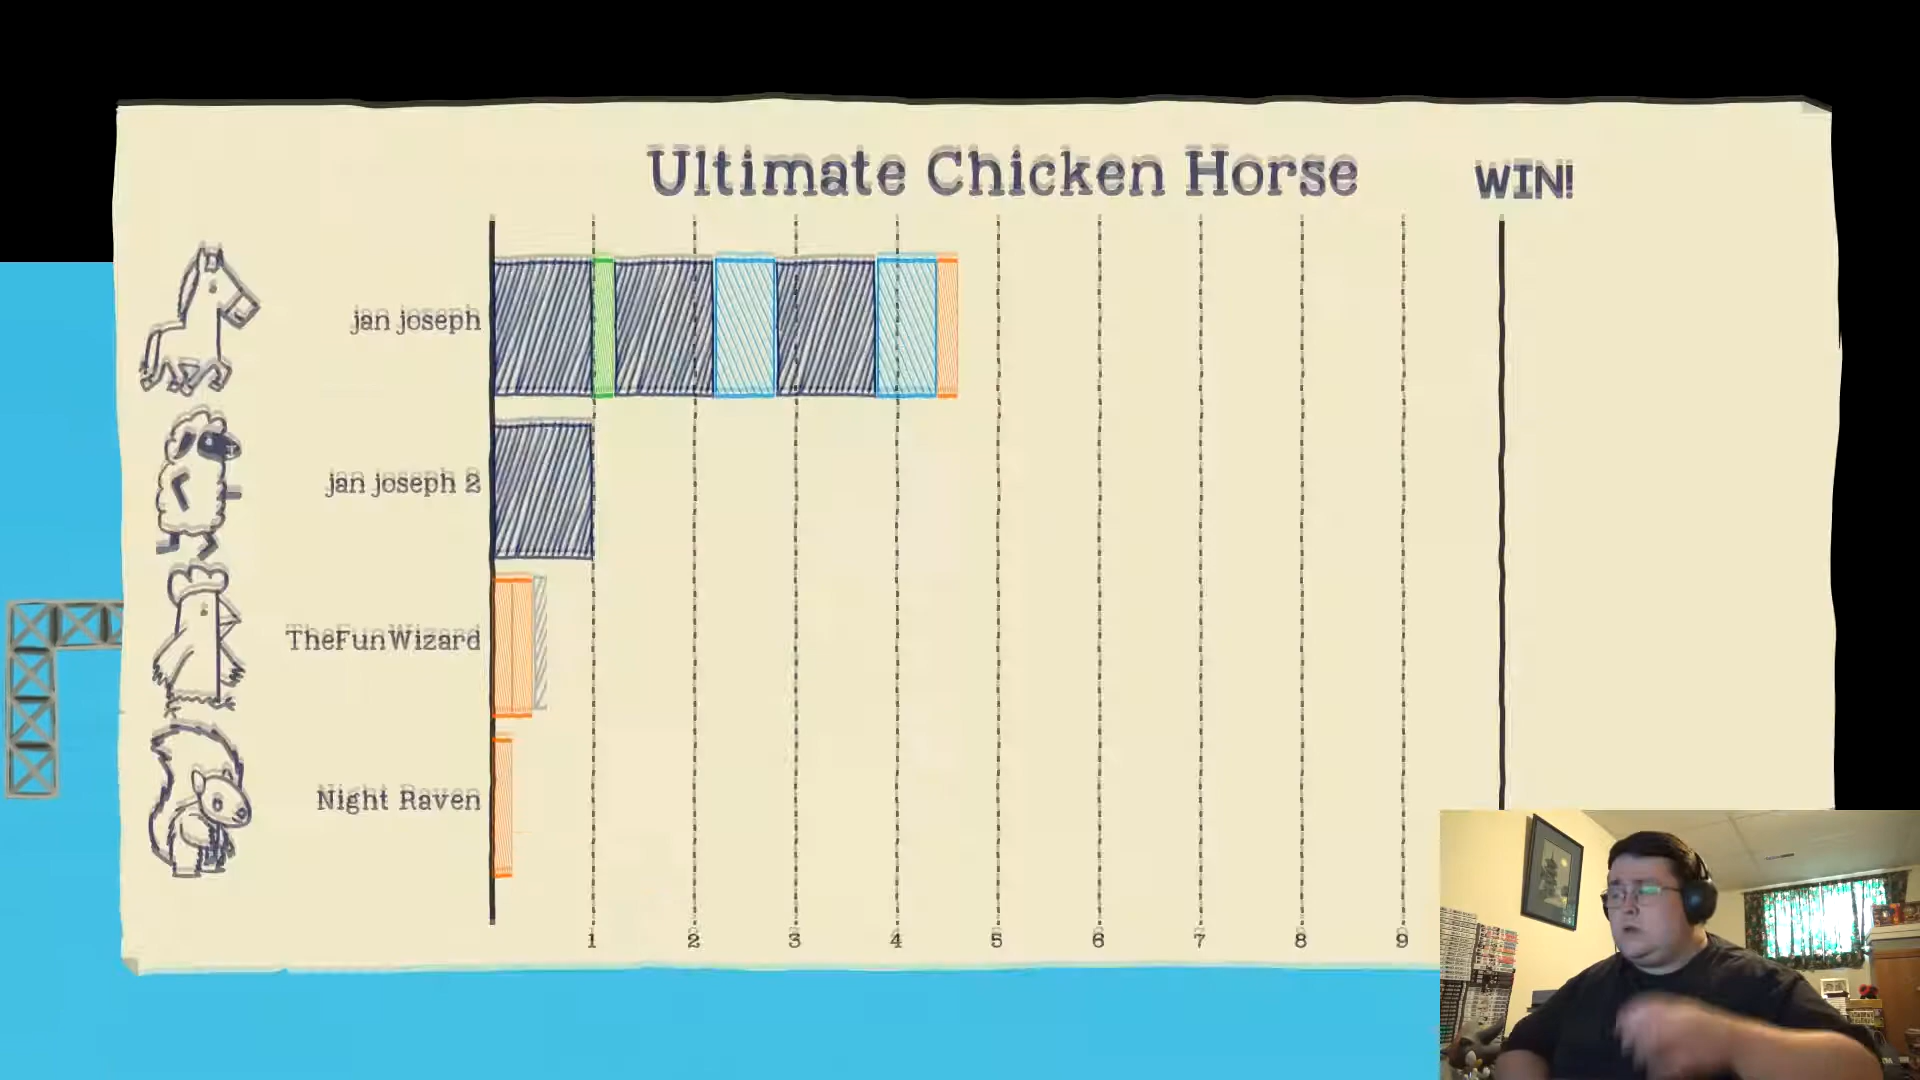 Ultimate Chicken Horse
WIN!
jan joseph
jan joseph 2
TheFunWizard
Night Raven
1 2 3 4 5 6 7 8 9